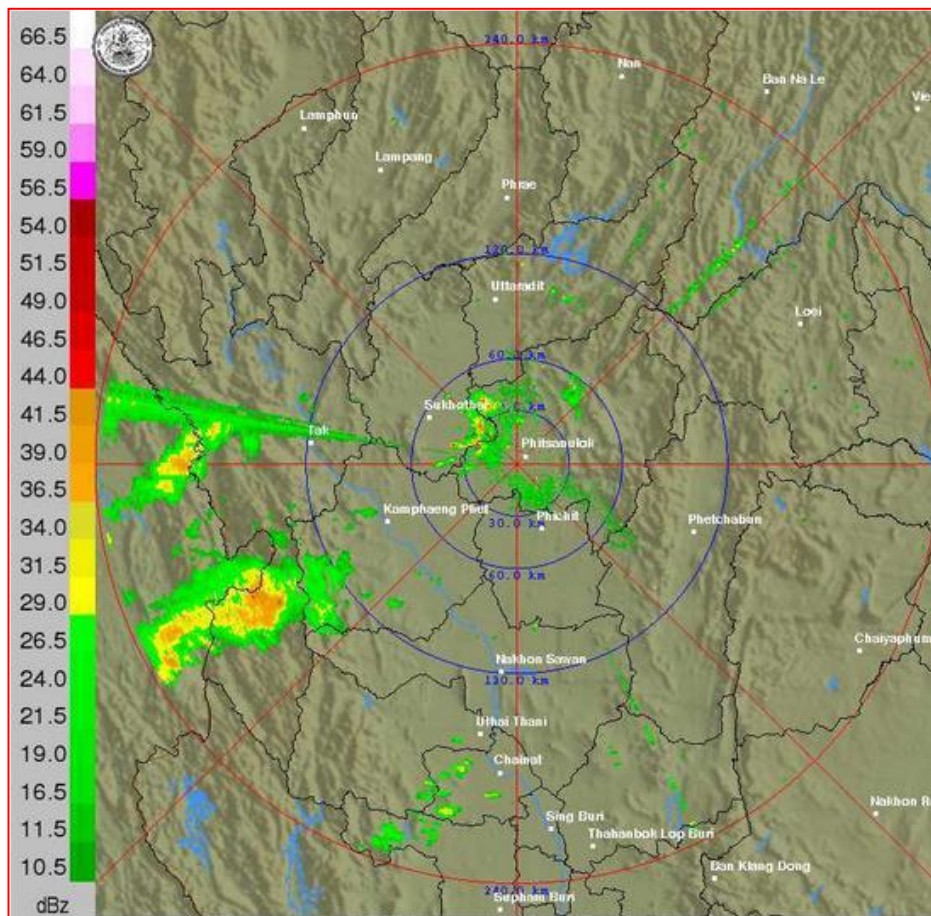 66.5
64.0
61.5
59.0
56.5
54.0
51.5
49.0
46.5
44.0
41.5
39.0
36.5
34.0
31.5
29.0
26.5
24.0
21.5
19.0
16.5
11.5
10.5
dBz
240.0 km
Nan
Ban Na Le
Vie
Lamphun
Lampang
Phrae
120.0 km
Uttaradit
Loei
60.0 km
Sukhothai
Tak
Phitsanulok
Kamphaeng Phet
Phichit
30.0 km
Phetchabun
60.0 km
Chaiyaphum
Nakhon Sawan
120.0 km
Uthai Thani
Chainat
Nakhon R
Sing Buri
Thahanbok Lop Buri
Ban Klang Dong
240.0 km
Suphan Buri